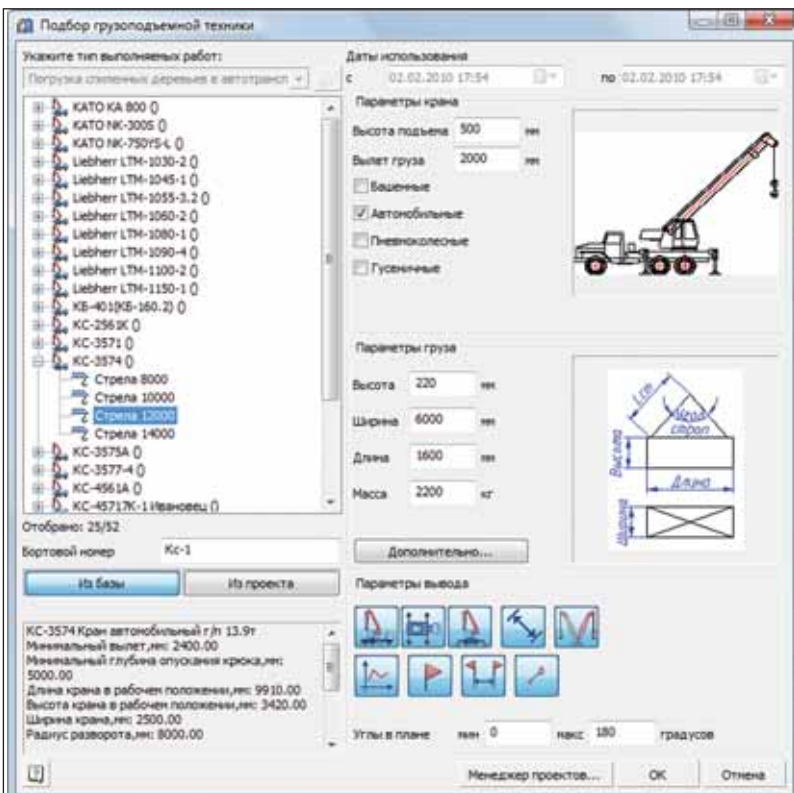 Подбор грузоподъемной техники
Укажите тип выполняемых работ:
Погрузка спиленных деревьев в автотрансп
KATO KA 800 ()
KATO NK-300S ()
KATO NK-750YS-L ()
Liebherr LTM-1030-2 ()
Liebherr LTM-1045-1 ()
Liebherr LTM-1055-3.2 ()
Liebherr LTM-1060-2 ()
Liebherr LTM-1080-1 ()
Liebherr LTM-1090-4 ()
Liebherr LTM-1100-2 ()
Liebherr LTM-1150-1 ()
КБ-401(КБ-160.2) ()
КС-2561К ()
КС-3571 ()
КС-3574 ()
Стрела 8000
Стрела 10000
Стрела 12000
Стрела 14000
КС-3575А ()
КС-3577-4 ()
КС-4561А ()
КС-45717К-1 Ивановец ()
Отобрано: 25/52
Бортовой номер Кс-1
Из базы Из проекта
КС-3574 Кран автомобильный г/п 13.9т
Минимальный вылет,мм: 2400.00
Минимальный глубина опускания крюка,мм:
5000.00
Длина крана в рабочем положении,мм: 9910.00
Высота крана в рабочем положении,мм: 3420.00
Ширина крана,мм: 2500.00
Радиус разворота,мм: 8000.00
Даты использования
с 02.02.2010 17:54 по 02.02.2010 17:54
Параметры крана
Высота подъема 500 мм
Вылет груза 2000 мм
Башенные
Автомобильные
Пневмоколесные
Гусеничные
Параметры груза
Высота 220 мм
Ширина 6000 мм
Длина 1600 мм
Масса 2200 кг
Lст
Угол
строп
Высота
Длина
Ширина
Дополнительно...
Параметры вывода
Углы в плане мин 0 макс 180 градусов
Менеджер проектов... ОК Отмена